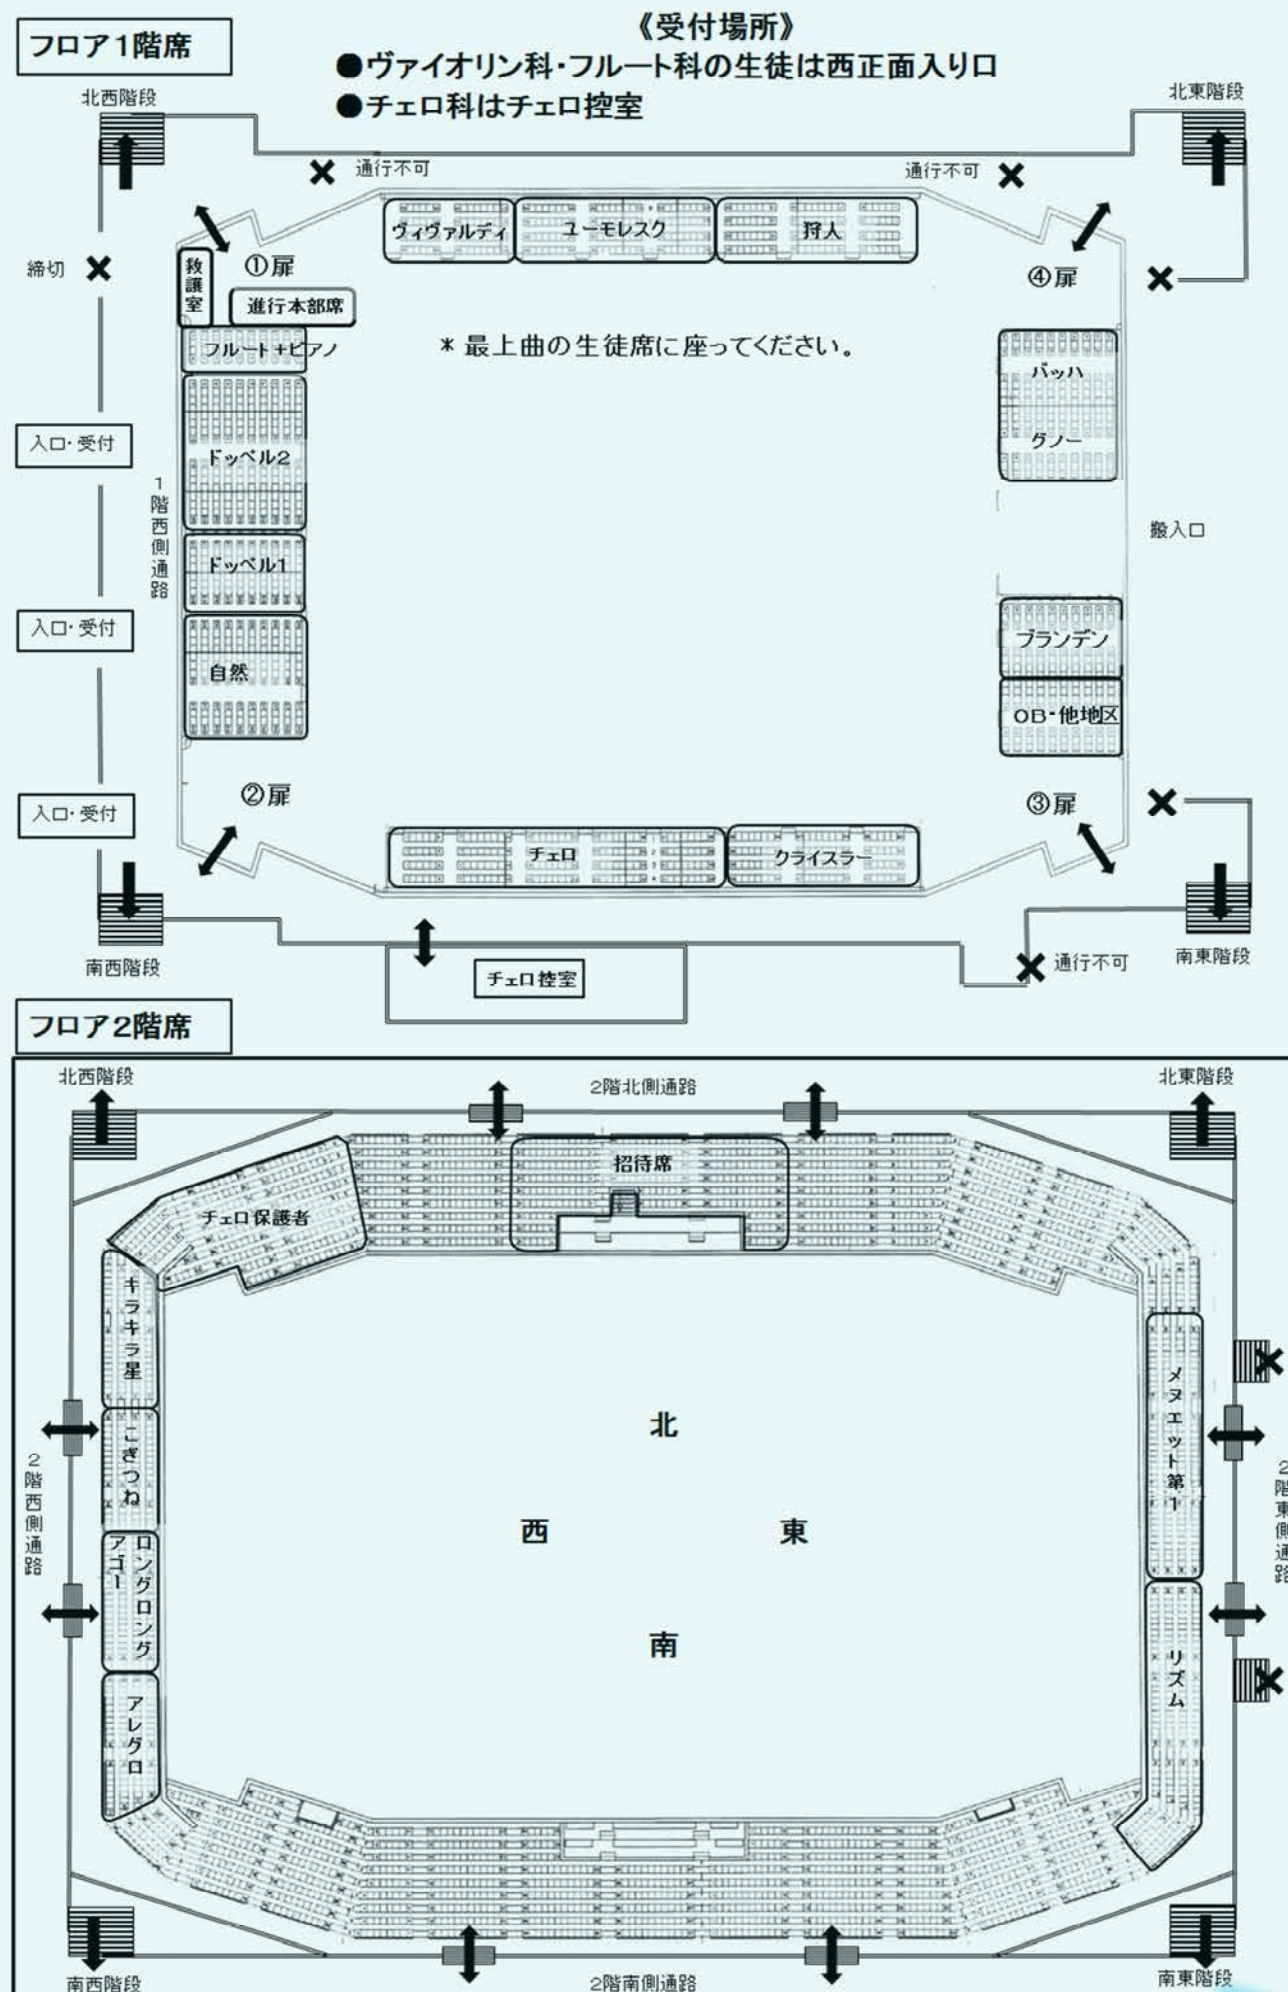 フロア1階席
《受付場所》
●ヴァイオリン科・フルート科の生徒は西正面入り口
●チェロ科はチェロ控室
北西階段
北東階段
通行不可
通行不可
ヴィヴァルディ
ユーモレスク
狩人
締切
救護室
①扉
進行本部席
④扉
フルート+ピアノ
*最上曲の生徒席に座ってください。
バッハ
グノー
入口・受付
ドッペル2
1階西側通路
搬入口
ドッペル1
入口・受付
ブランデン
自然
OB・他地区
入口・受付
②扉
③扉
チェロ
クライスラー
南西階段
チェロ控室
通行不可
南東階段
フロア2階席
北西階段
2階北側通路
北東階段
招待席
チェロ保護者
キラキラ星
メヌエット第1
こぎつね
北
2階西側通路
2階東側通路
西
東
ロングロング
アゴー
南
リズム
アレグロ
南西階段
2階南側通路
南東階段